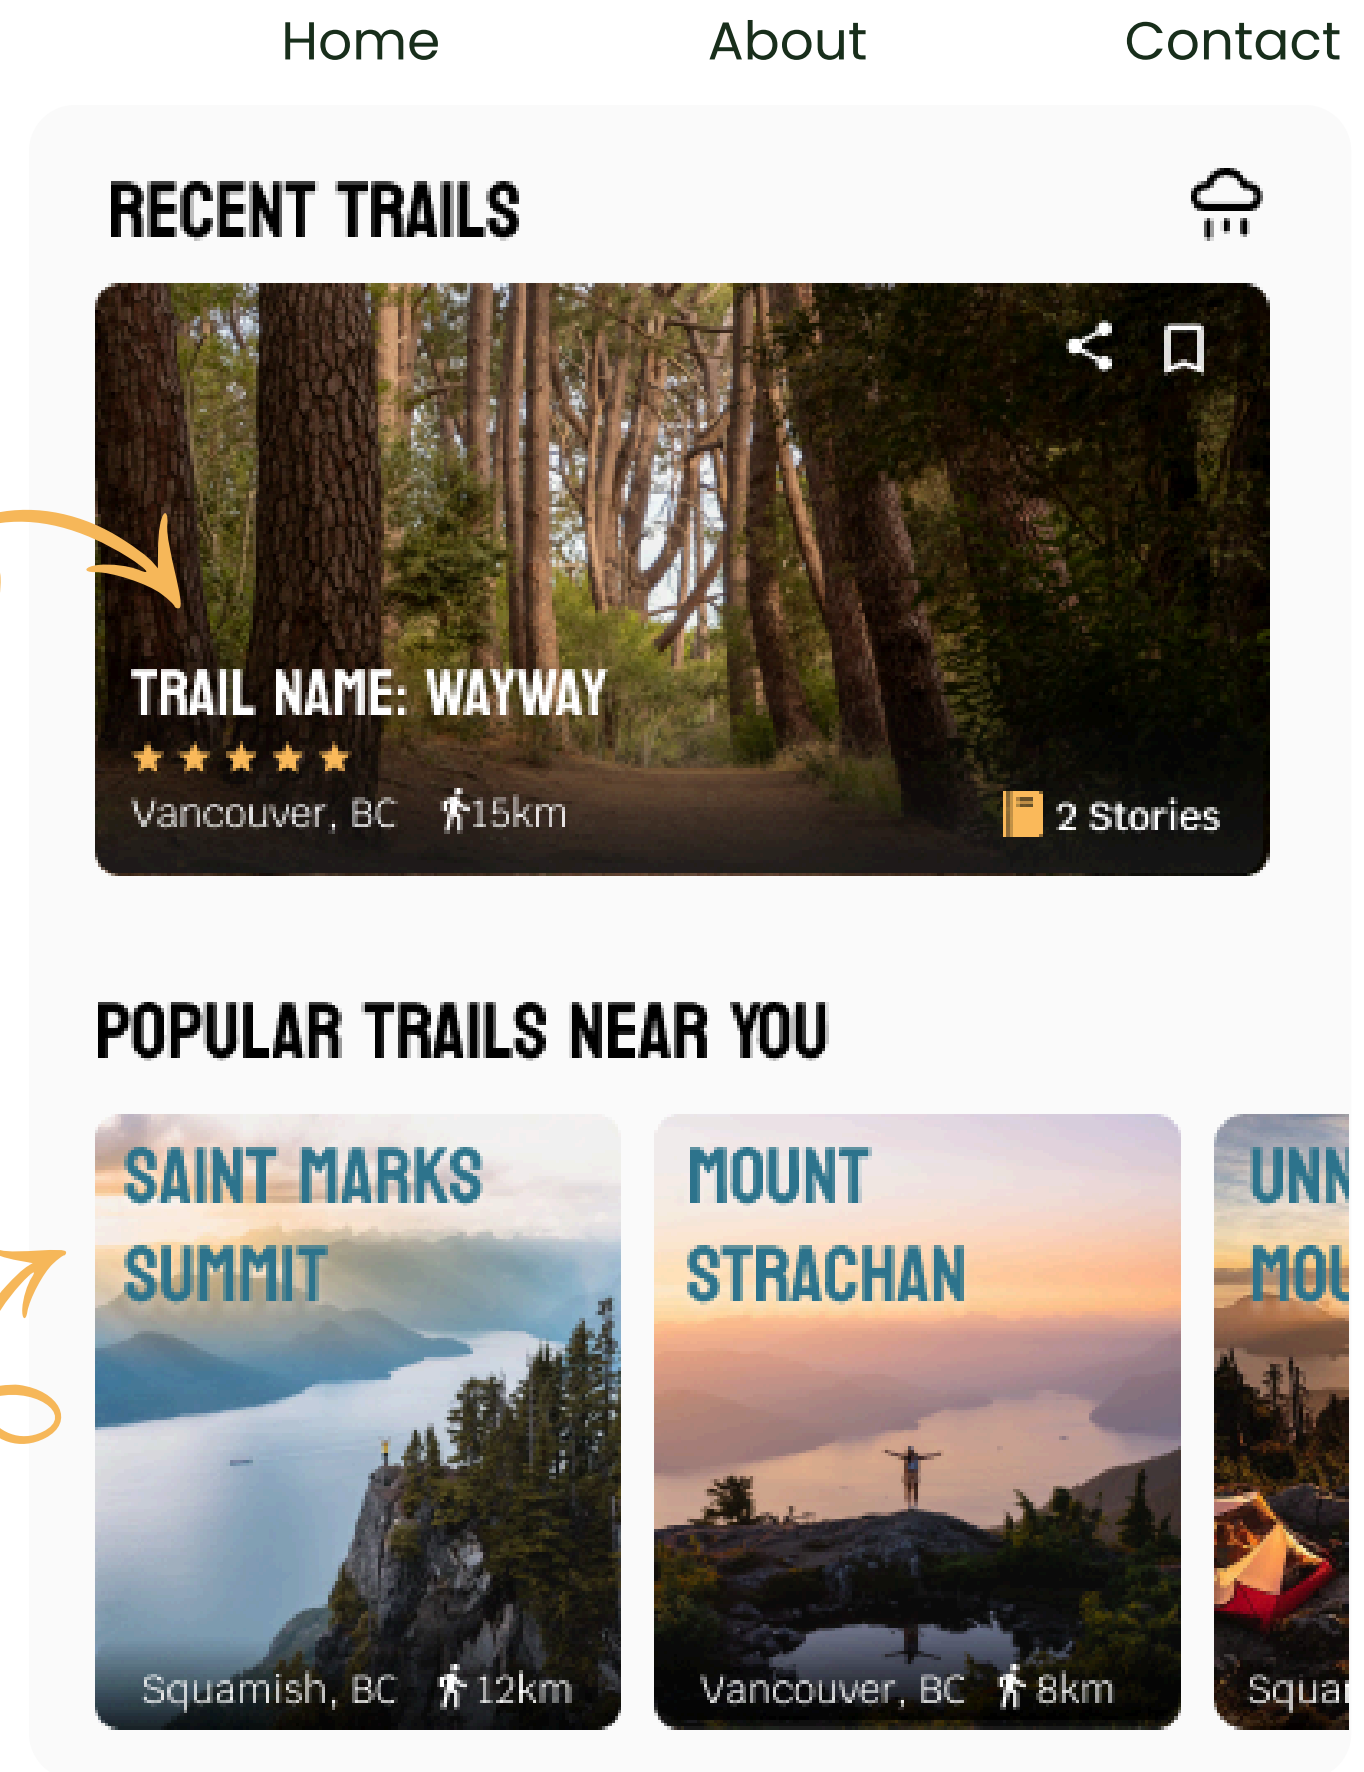 Home About Contact
RECENT TRAILS
TRAIL NAME: WAYWAY
Vancouver, BC 15km
2 Stories
POPULAR TRAILS NEAR YOU
SAINT MARKS
SUMMIT
Squamish, BC 12km
MOUNT
STRACHAN
Vancouver, BC 8km